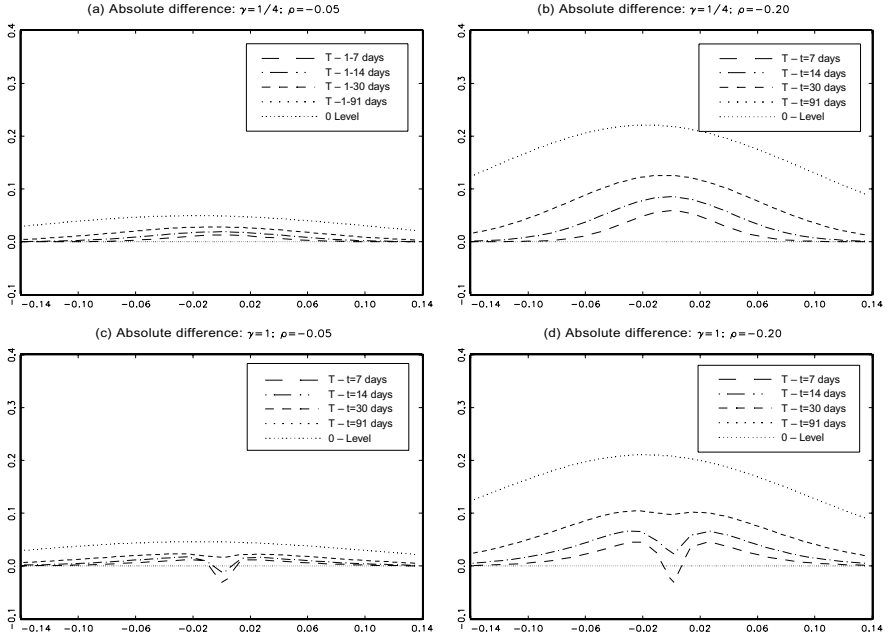 (a) Absolute difference: γ=1/4; ρ=−0.05
0.4
0.3
0.2
0.1
0.0
−0.1
T – 1-7 days
T – 1-14 days
T – 1-30 days
T –1-91 days
0 Level
−0.14 −0.10 −0.06 −0.02 0.02 0.06 0.10 0.14
(b) Absolute difference: γ=1/4; ρ=−0.20
0.4
0.3
0.2
0.1
0.0
−0.1
T – t=7 days
T – t=14 days
T – t=30 days
T – t=91 days
0 – Level
−0.14 −0.10 −0.06 −0.02 0.02 0.06 0.10 0.14
(c) Absolute difference: γ=1; ρ=−0.05
0.4
0.3
0.2
0.1
0.0
−0.1
T – t=7 days
T – t=14 days
T – t=30 days
T – t=91 days
0 – Level
−0.14 −0.10 −0.06 −0.02 0.02 0.06 0.10 0.14
(d) Absolute difference: γ=1; ρ=−0.20
0.4
0.3
0.2
0.1
0.0
−0.1
T – t=7 days
T – t=14 days
T – t=30 days
T – t=91 days
0 – Level
−0.14 −0.10 −0.06 −0.02 0.02 0.06 0.10 0.14